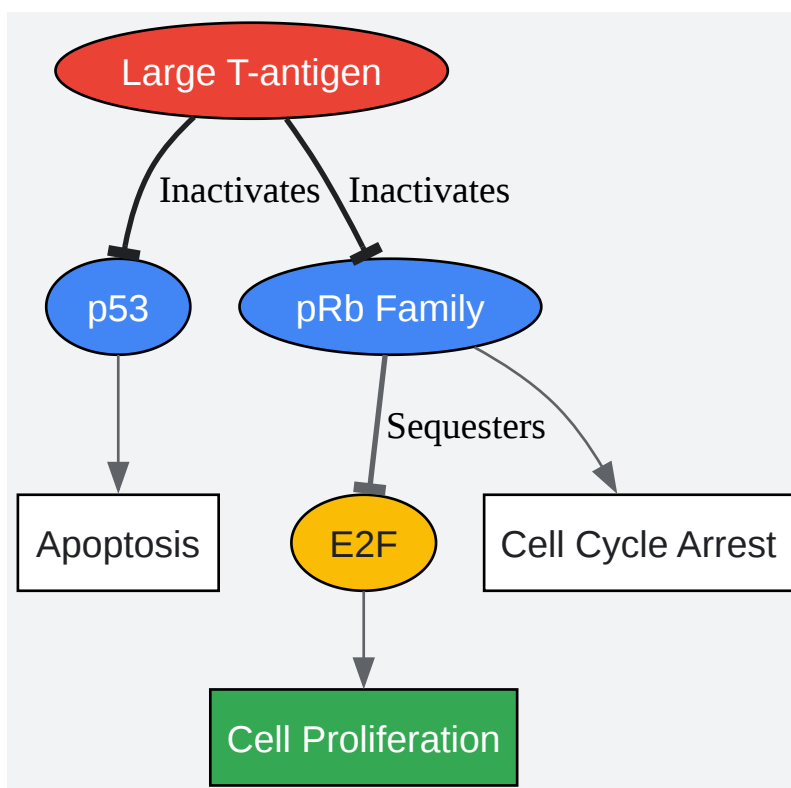 Large T-antigen
Inactivates
Inactivates
p53
pRb Family
Sequesters
Apoptosis
E2F
Cell Cycle Arrest
Cell Proliferation